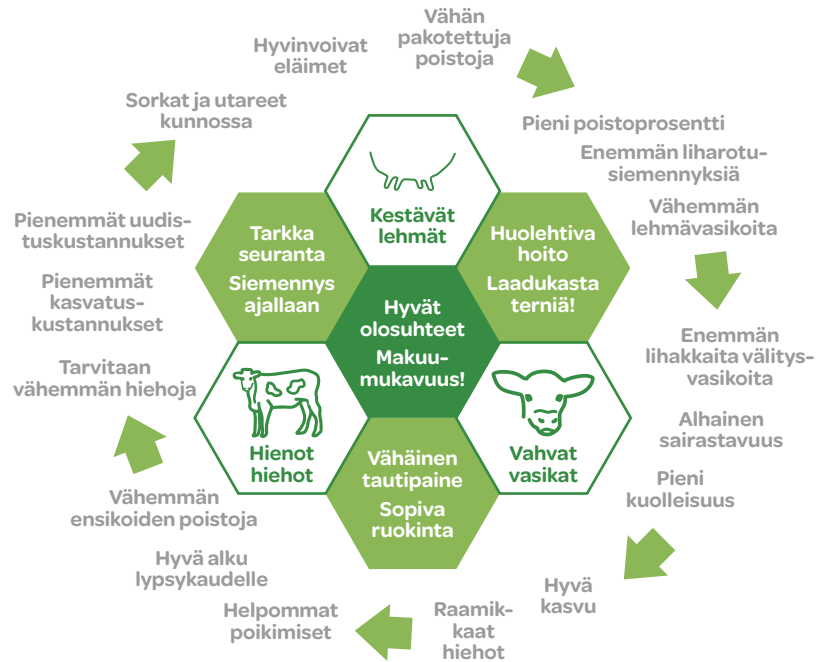 Vähän
pakotettuja
poistoja
Hyvinvoivat
eläimet
Sorkat ja utareet
kunnossa
Pieni poistoprosentti
Enemmän liharotu-
siemennyksiä
Vähemmän
lehmävasikoita
Enemmän
lihakkaita välitys-
vasikoita
Alhainen
sairastavuus
Pieni
kuolleisuus
Hyvä
kasvu
Raamik-
kaat
hiehot
Helpommat
poikimiset
Hyvä alku
lypsykaudelle
Vähemmän
ensikoiden poistoja
Tarvitaan
vähemmän hiehoja
Pienemmät
kasvatus-
kustannukset
Pienemmät uudis-
tuskustannukset
Kestävät
lehmät
Tarkka
seuranta
Siemennys
ajallaan
Huolehtiva
hoito
Laadukasta
terniä!
Hyvät
olosuhteet
Makuu-
mukavuus!
Hienot
hiehot
Vahvat
vasikat
Vähäinen
tautipaine
Sopiva
ruokinta